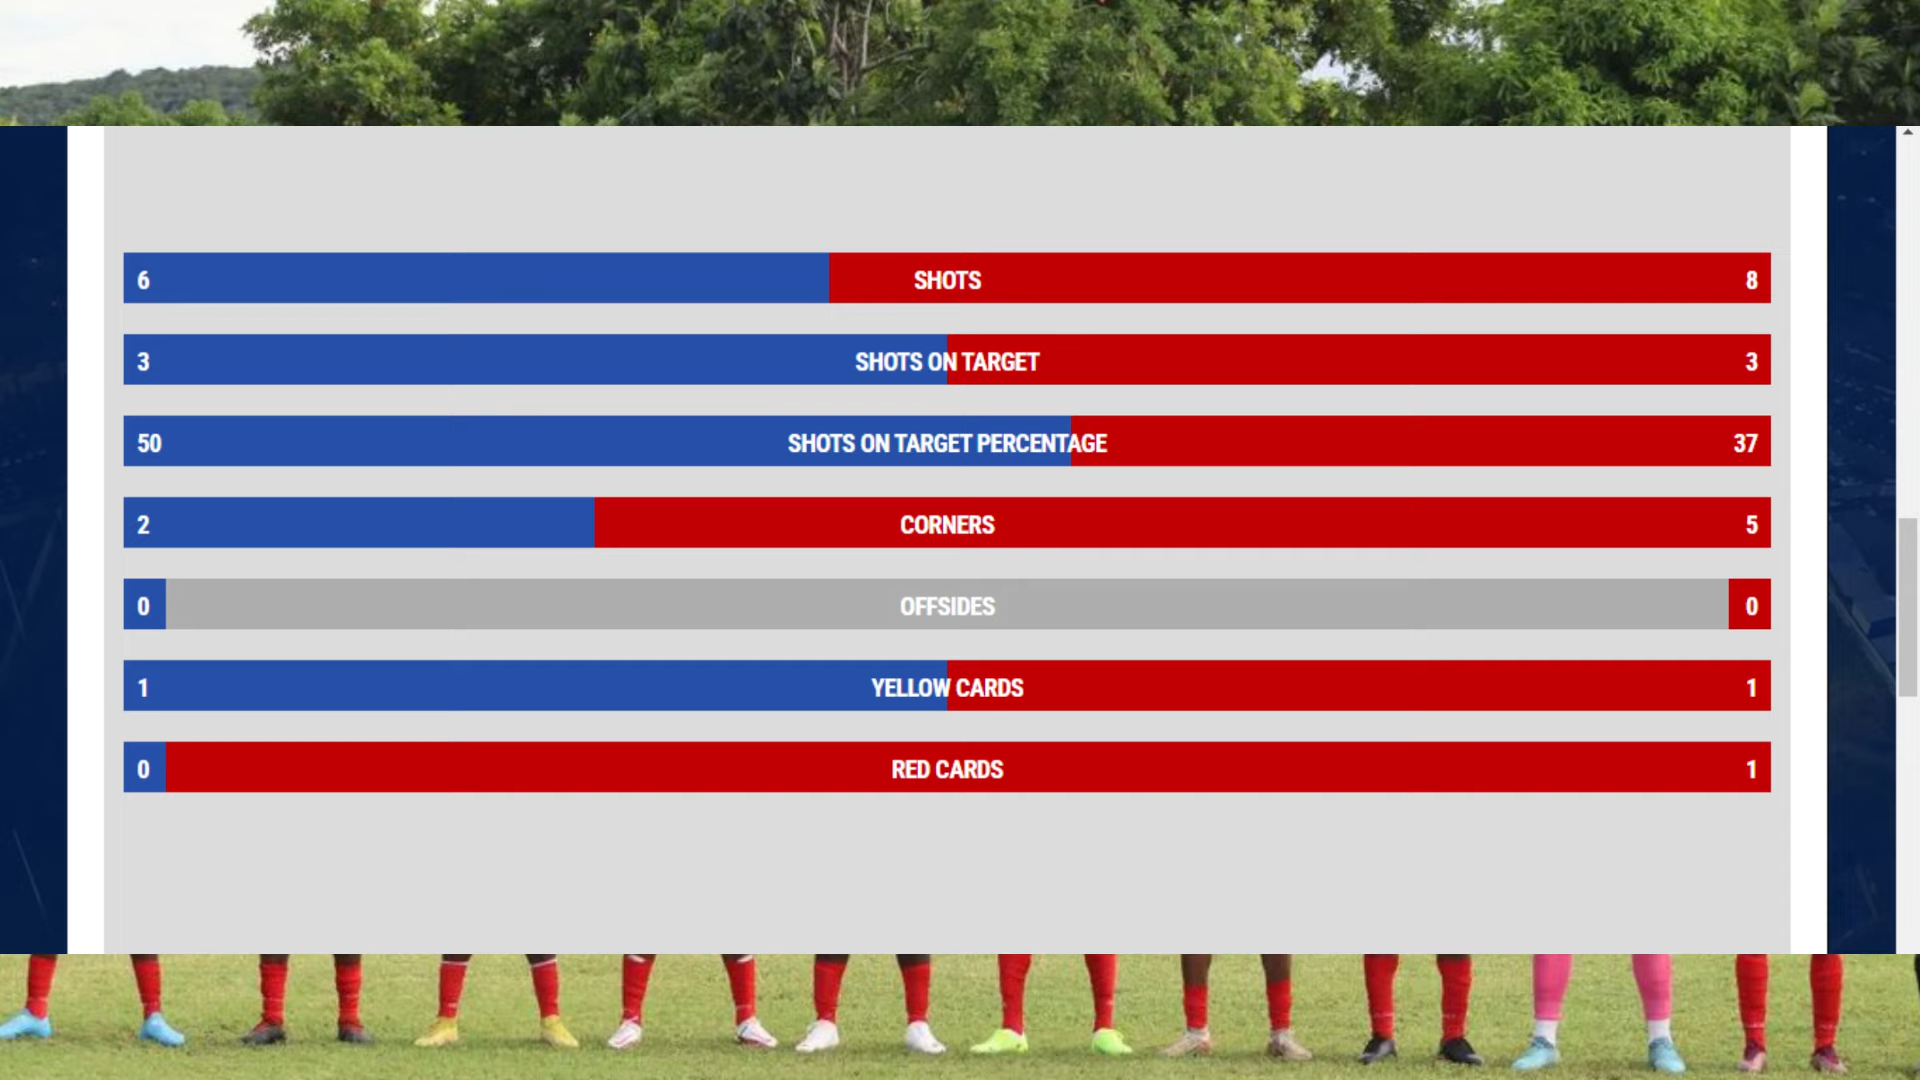 6 SHOTS 8
3 SHOTS ON TARGET 3
50 SHOTS ON TARGET PERCENTAGE 37
2 CORNERS 5
0 OFFSIDES 0
1 YELLOW CARDS 1
0 RED CARDS 1